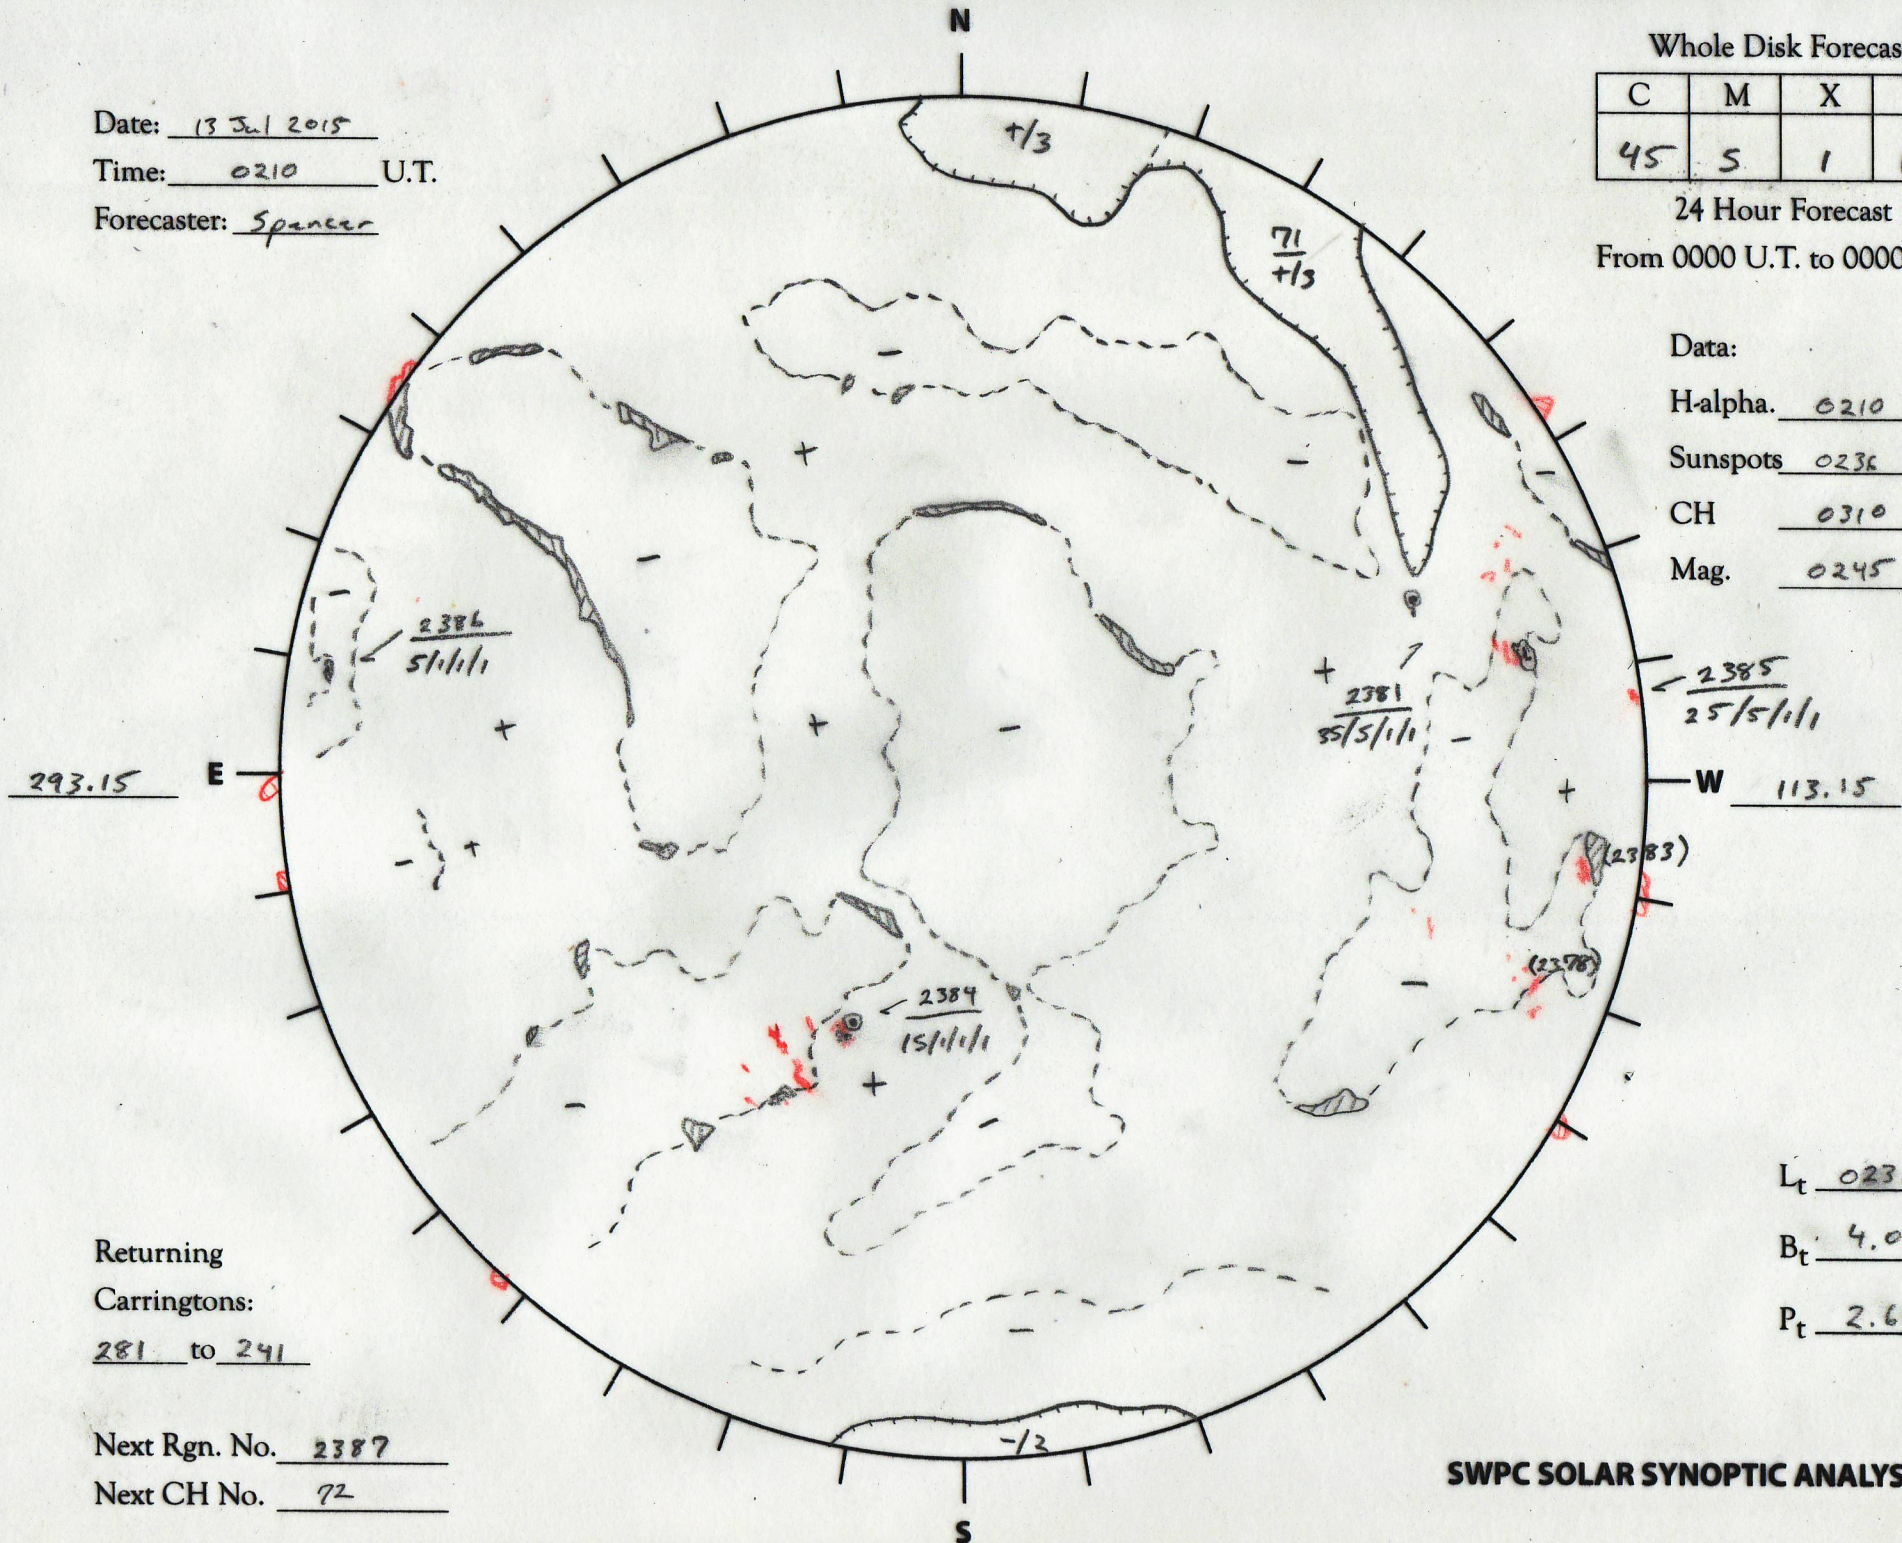 N
Whole Disk Forecas
C M X
45 5 1
24 Hour Forecast
From 0000 U.T. to 0000
Date: 13 Jul 2015
Time: 0210 U.T.
Forecaster: Spencer
+/3
71
+/3
Data:
H-alpha. 0210
Sunspots 0236
CH 0310
Mag. 0245
2386
5/1/1/1
2381
35/5/1/1
2385
25/5/1/1
293.15 E
W 113.15
(2383)
(2378)
2384
15/1/1/1
Lt 023
Bt 4.0
Pt 2.6
Returning
Carringtons:
281 to 241
Next Rgn. No. 2387
Next CH No. 72
-/2
SWPC SOLAR SYNOPTIC ANALYS
S